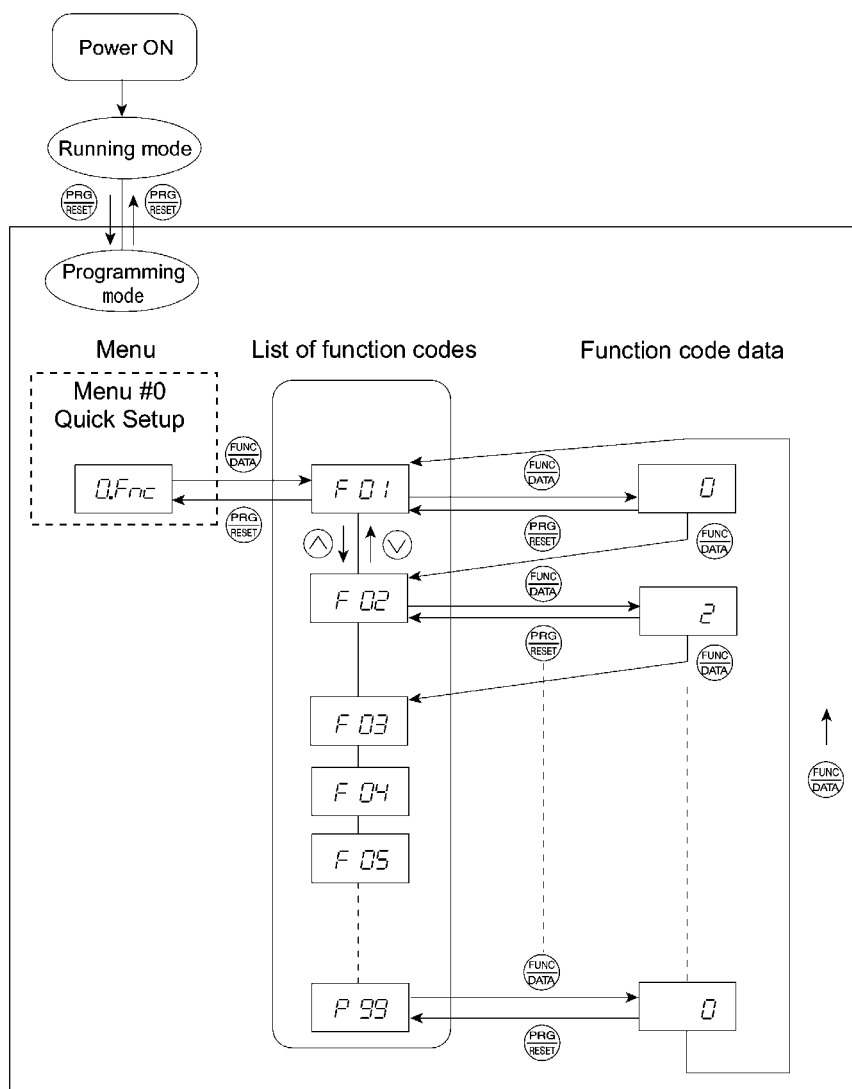 Power ON
Running mode
PRG
RESET
PRG
RESET
Programming
mode
Menu
List of function codes
Function code data
Menu #0
Quick Setup
FUNC
DATA
0.Fnc
F 01
FUNC
DATA
0
PRG
RESET
PRG
RESET
FUNC
DATA
F 02
FUNC
DATA
2
PRG
RESET
FUNC
DATA
F 03
F 04
FUNC
DATA
F 05
FUNC
DATA
P 99
0
PRG
RESET